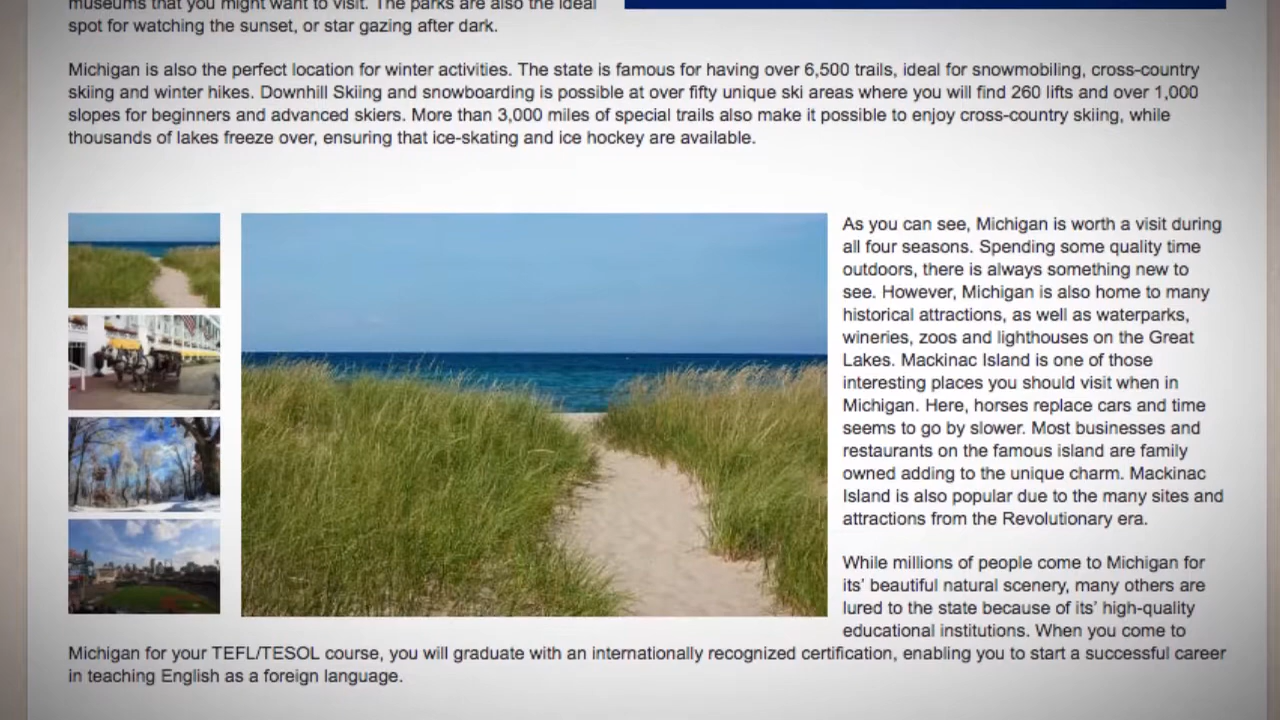 museums that you might want to visit. The parks are also the ideal
spot for watching the sunset, or star gazing after dark.
Michigan is also the perfect location for winter activities. The state is famous for having over 6,500 trails, ideal for snowmobiling, cross-country
skiing and winter hikes. Downhill Skiing and snowboarding is possible at over fifty unique ski areas where you will find 260 lifts and over 1,000
slopes for beginners and advanced skiers. More than 3,000 miles of special trails also make it possible to enjoy cross-country skiing, while
thousands of lakes freeze over, ensuring that ice-skating and ice hockey are available.
As you can see, Michigan is worth a visit during
all four seasons. Spending some quality time
outdoors, there is always something new to
see. However, Michigan is also home to many
historical attractions, as well as waterparks,
wineries, zoos and lighthouses on the Great
Lakes. Mackinac Island is one of those
interesting places you should visit when in
Michigan. Here, horses replace cars and time
seems to go by slower. Most businesses and
restaurants on the famous island are family
owned adding to the unique charm. Mackinac
Island is also popular due to the many sites and
attractions from the Revolutionary era.
While millions of people come to Michigan for
its’ beautiful natural scenery, many others are
lured to the state because of its’ high-quality
educational institutions. When you come to
Michigan for your TEFL/TESOL course, you will graduate with an internationally recognized certification, enabling you to start a successful career
in teaching English as a foreign language.